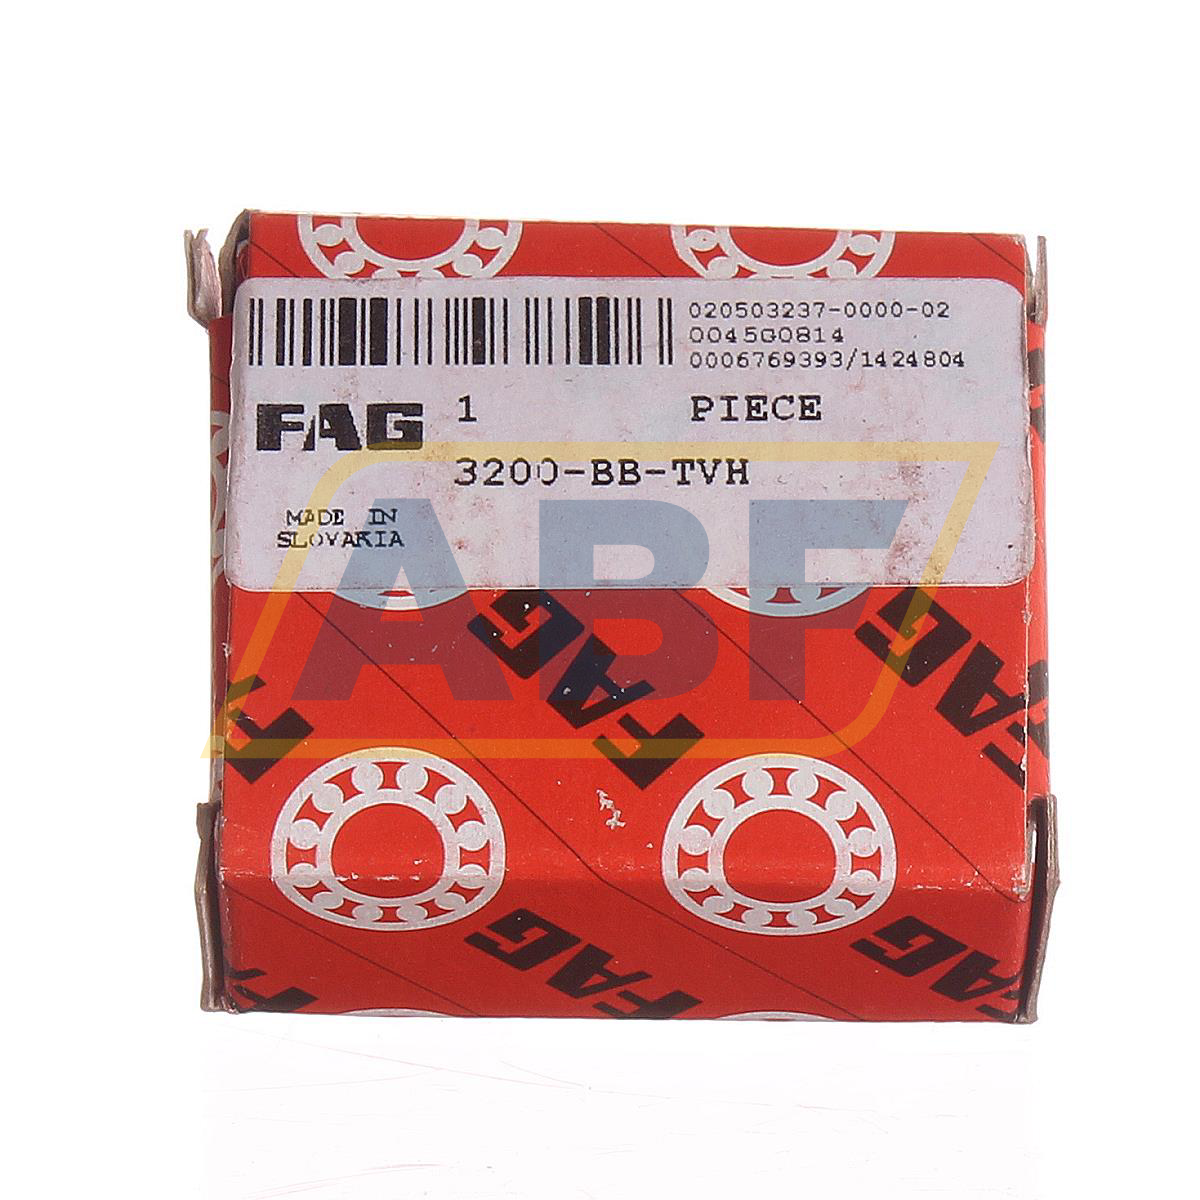 020503237-0000-02
0045G0814
0006769393/1424804
FAG 1 PIECE
3200-BB-TVH
MADE IN
SLOVAKIA
ABF
FAG
FAG
FAG
FAG